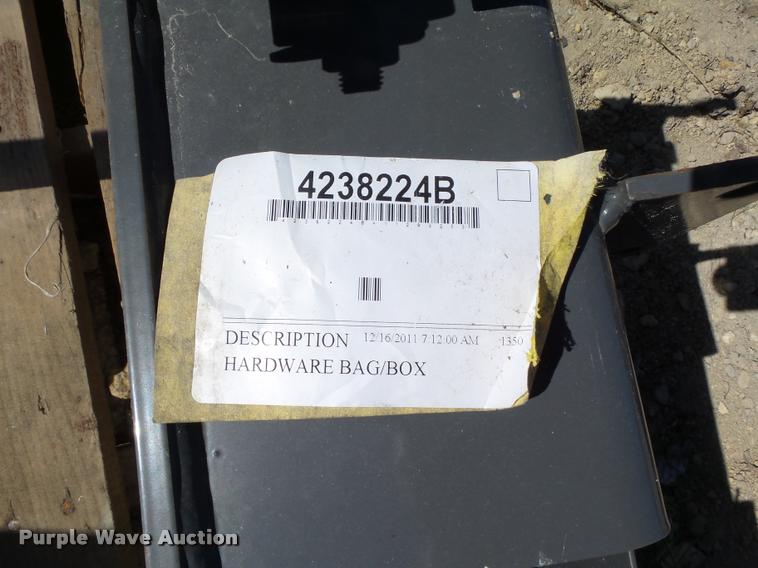 4238224B
DESCRIPTION 12/16/2011 7:12:00 AM 1350
HARDWARE BAG/BOX
Purple Wave Auction®